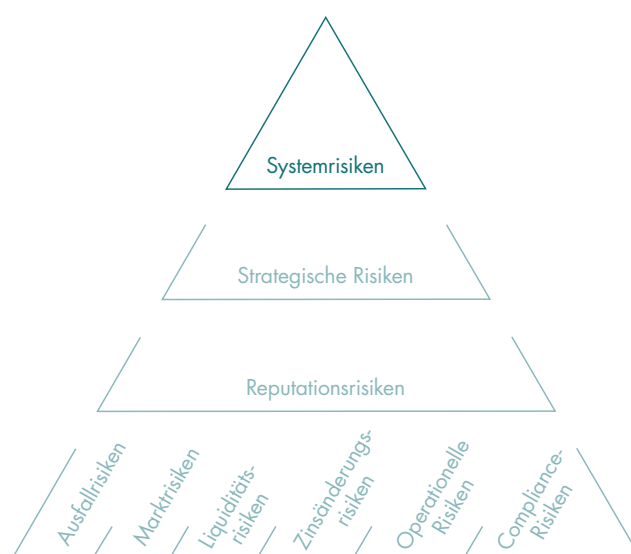 Systemrisiken
Strategische Risiken
Reputationsrisiken
Ausfallrisiken
Marktrisiken
Liquiditäts-
risiken
Zinsänderungs-
risiken
Operationelle
Risiken
Compliance-
Risiken